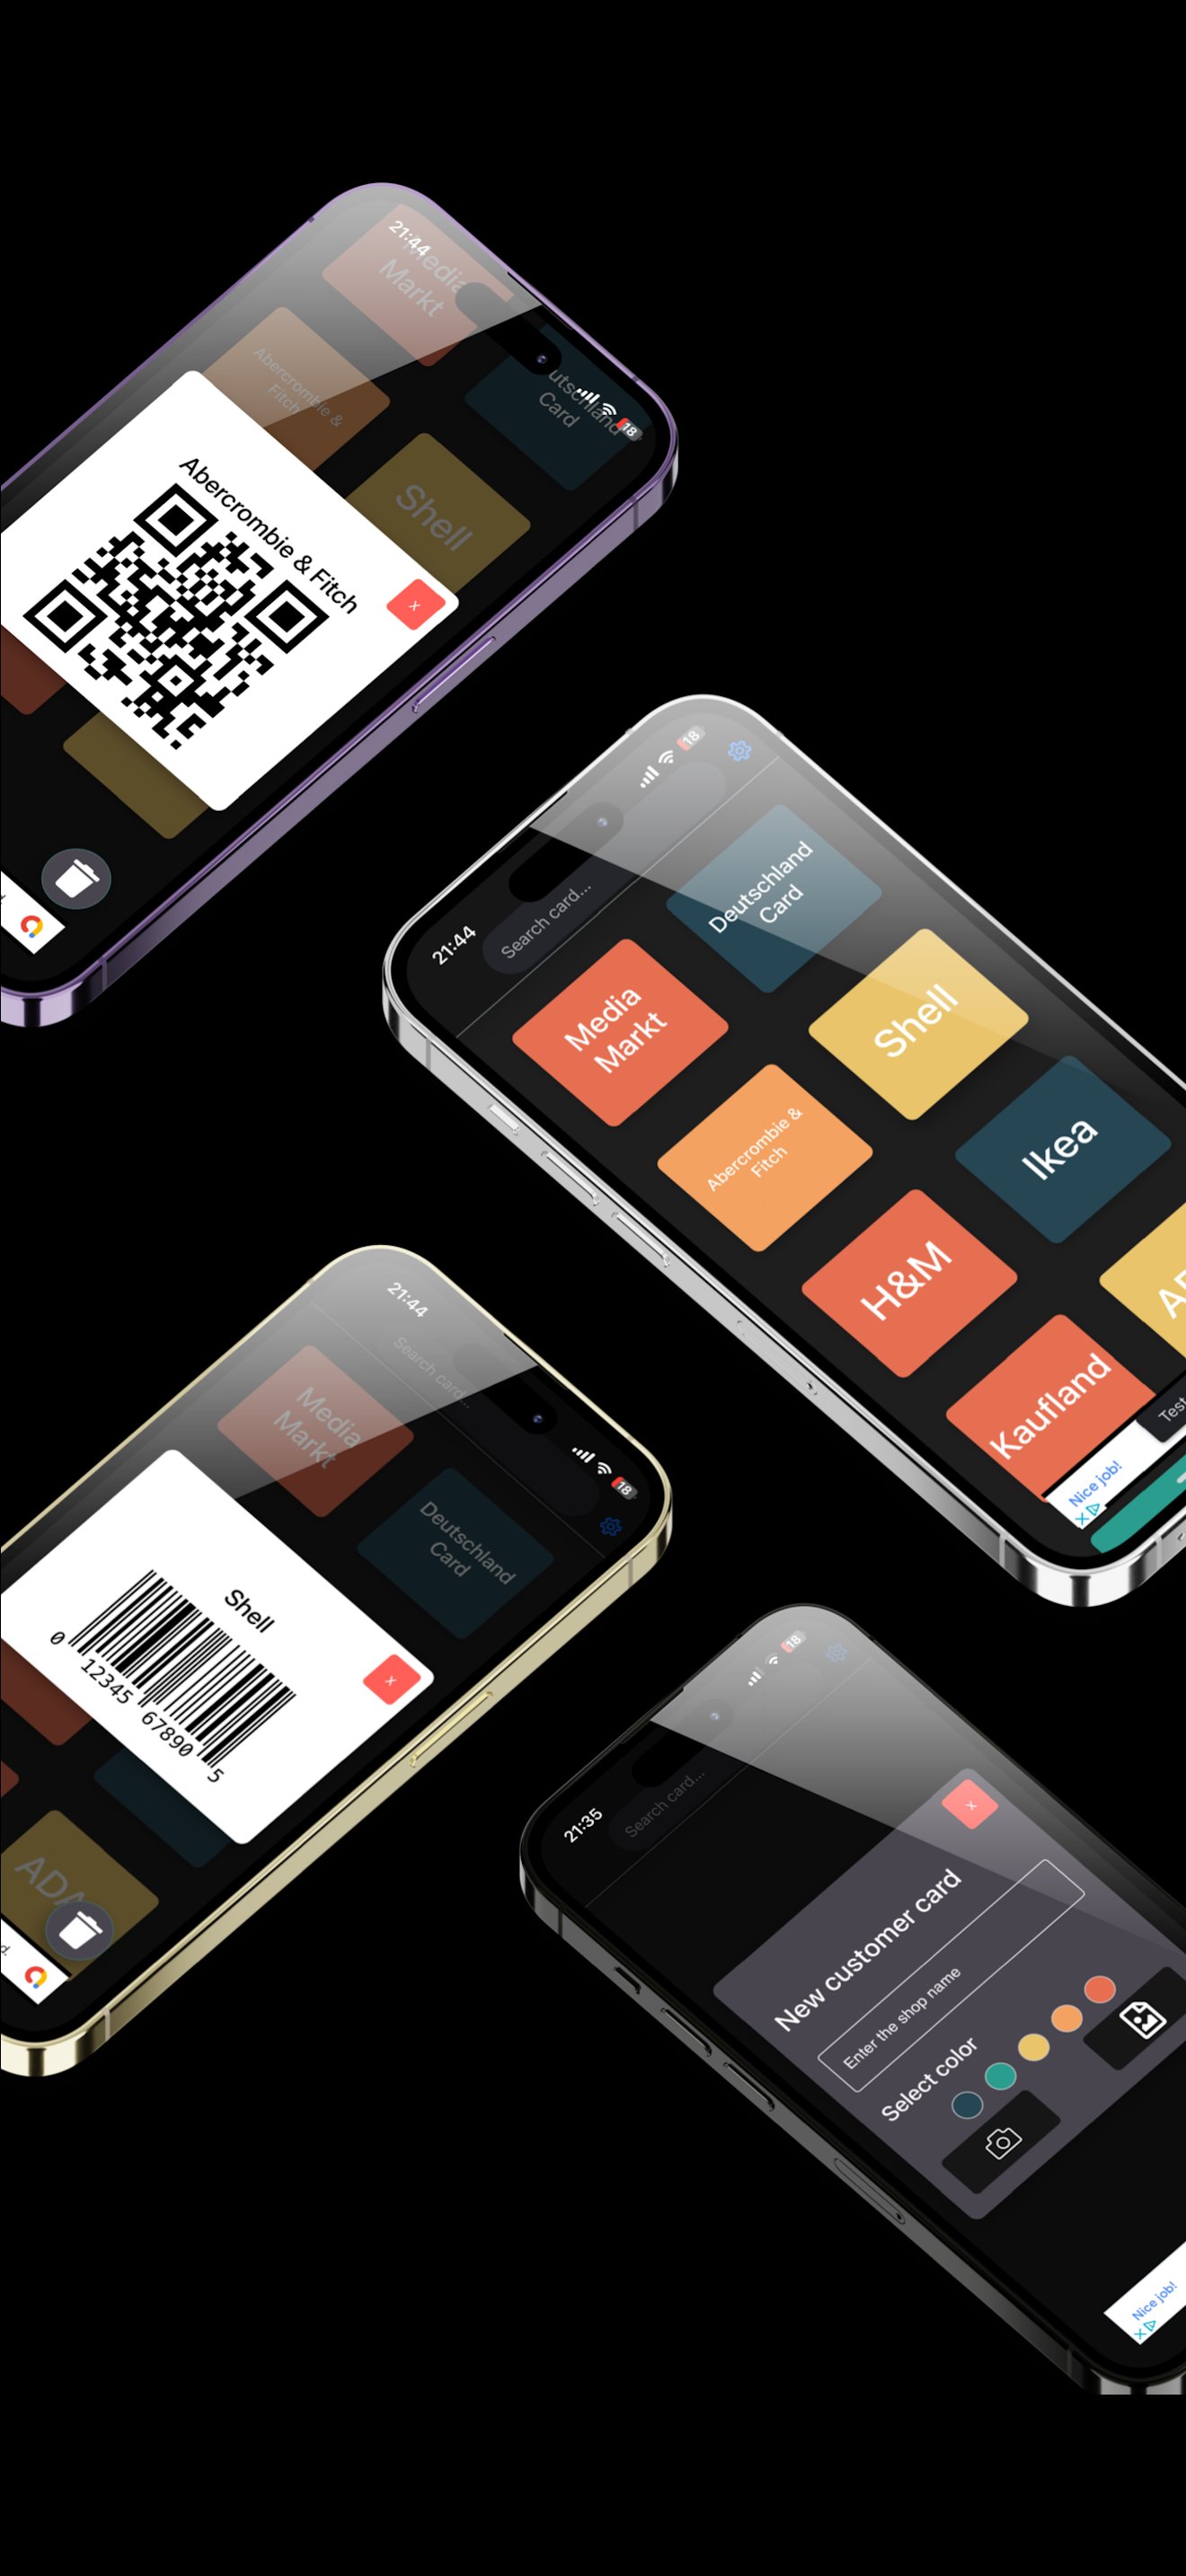 21:44
Media
Markt
Abercrombie &
Fitch
utschland
Card
18
Shell
Abercrombie & Fitch
x
21:44
18
Search card...
Deutschland
Card
Media
Markt
Shell
Abercrombie &
Fitch
Ikea
H&M
Kaufland
Test
Nice job!
21:44
Search card...
18
Media
Markt
Deutschland
Card
Shell
x
0 12345 67890 5
21:35
18
Search card...
x
New customer card
Enter the shop name
Select color
Nice job!